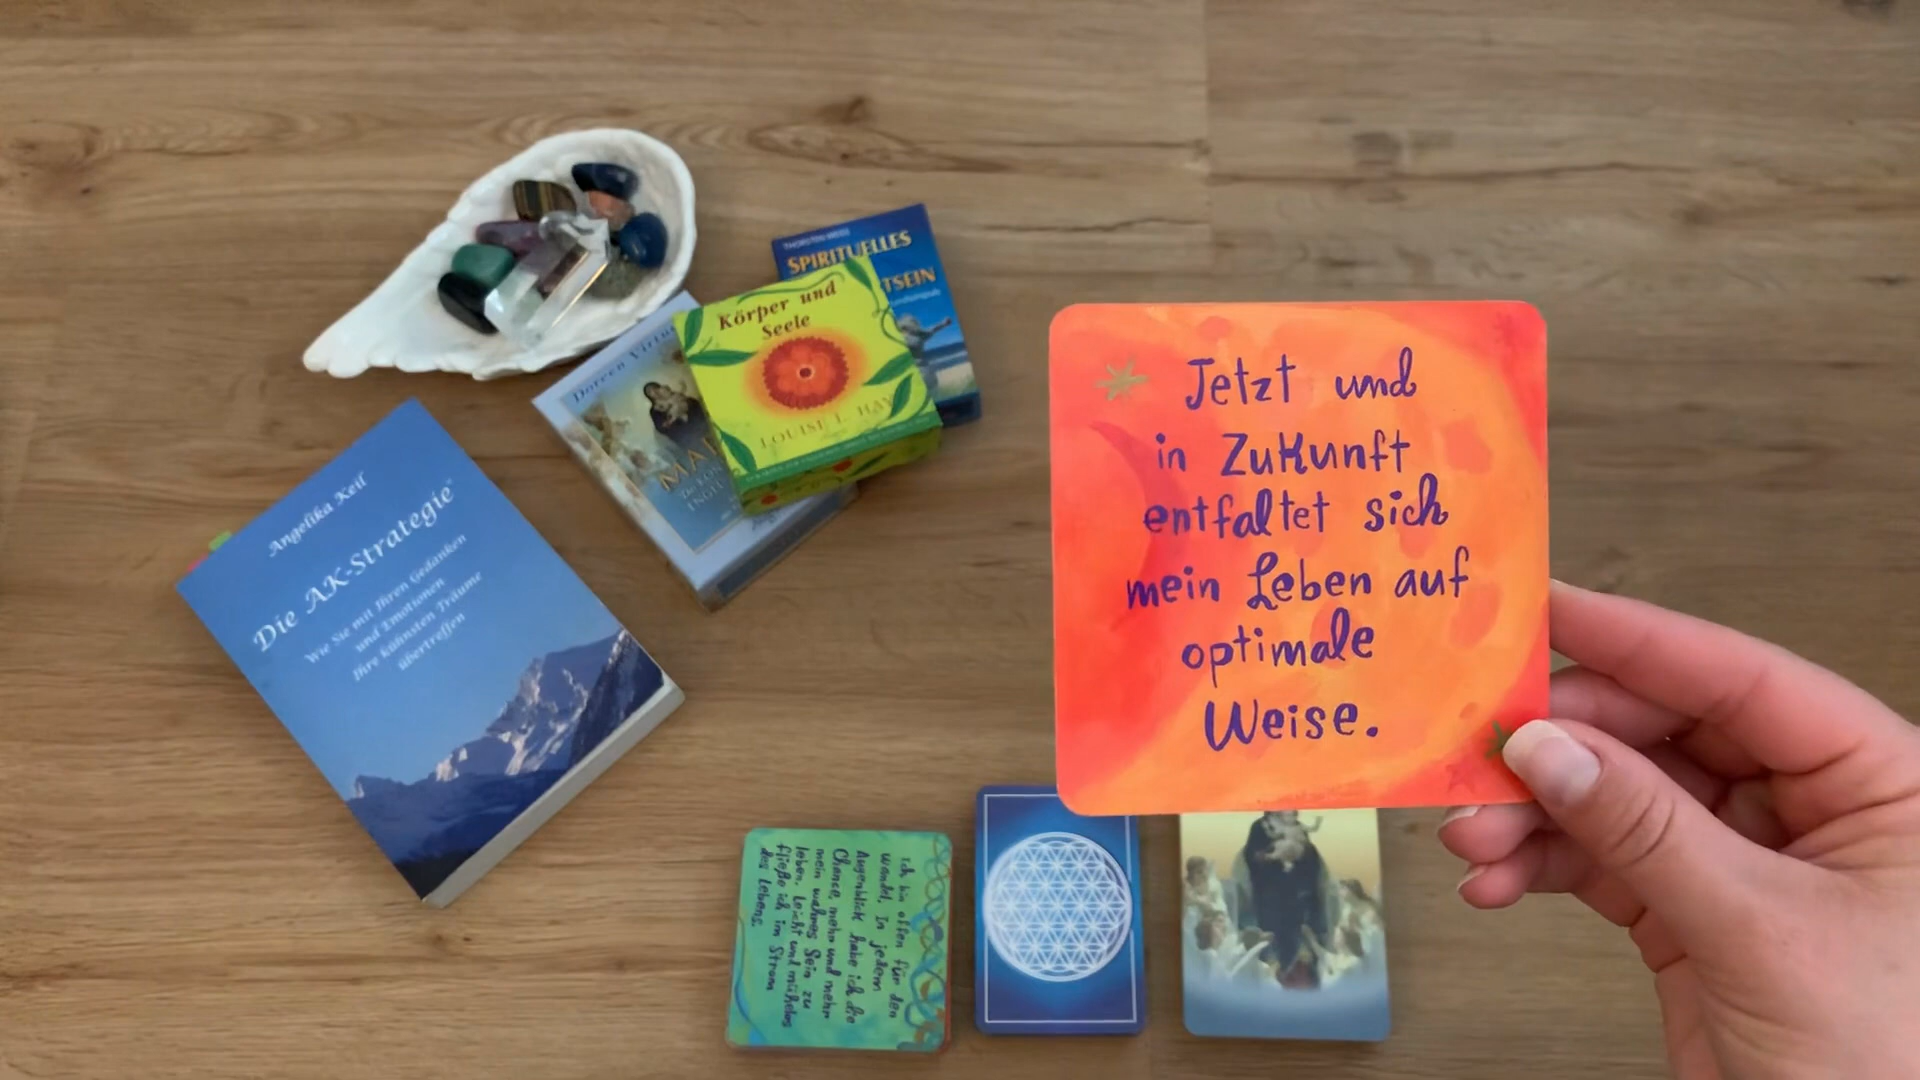 THORSTEN WEISS
SPIRITUELLES
TSEIN
Körper und
Seele
LOUISE L. HAY
Doreen Virtue
Angelika Keil
Die AK-Strategie
Wie Sie mit Ihren Gedanken
und Emotionen
Ihre kühnsten Träume
übertreffen
Jetzt und
in Zukunft
entfaltet sich
mein Leben auf
optimale
Weise.
Ich bin offen für den
Wandel. In jedem
Augenblick habe ich die
Chance, mehr und mehr
mein wahres Sein zu
leben. Leicht und mühelos
fließe ich im Strom
des Lebens.